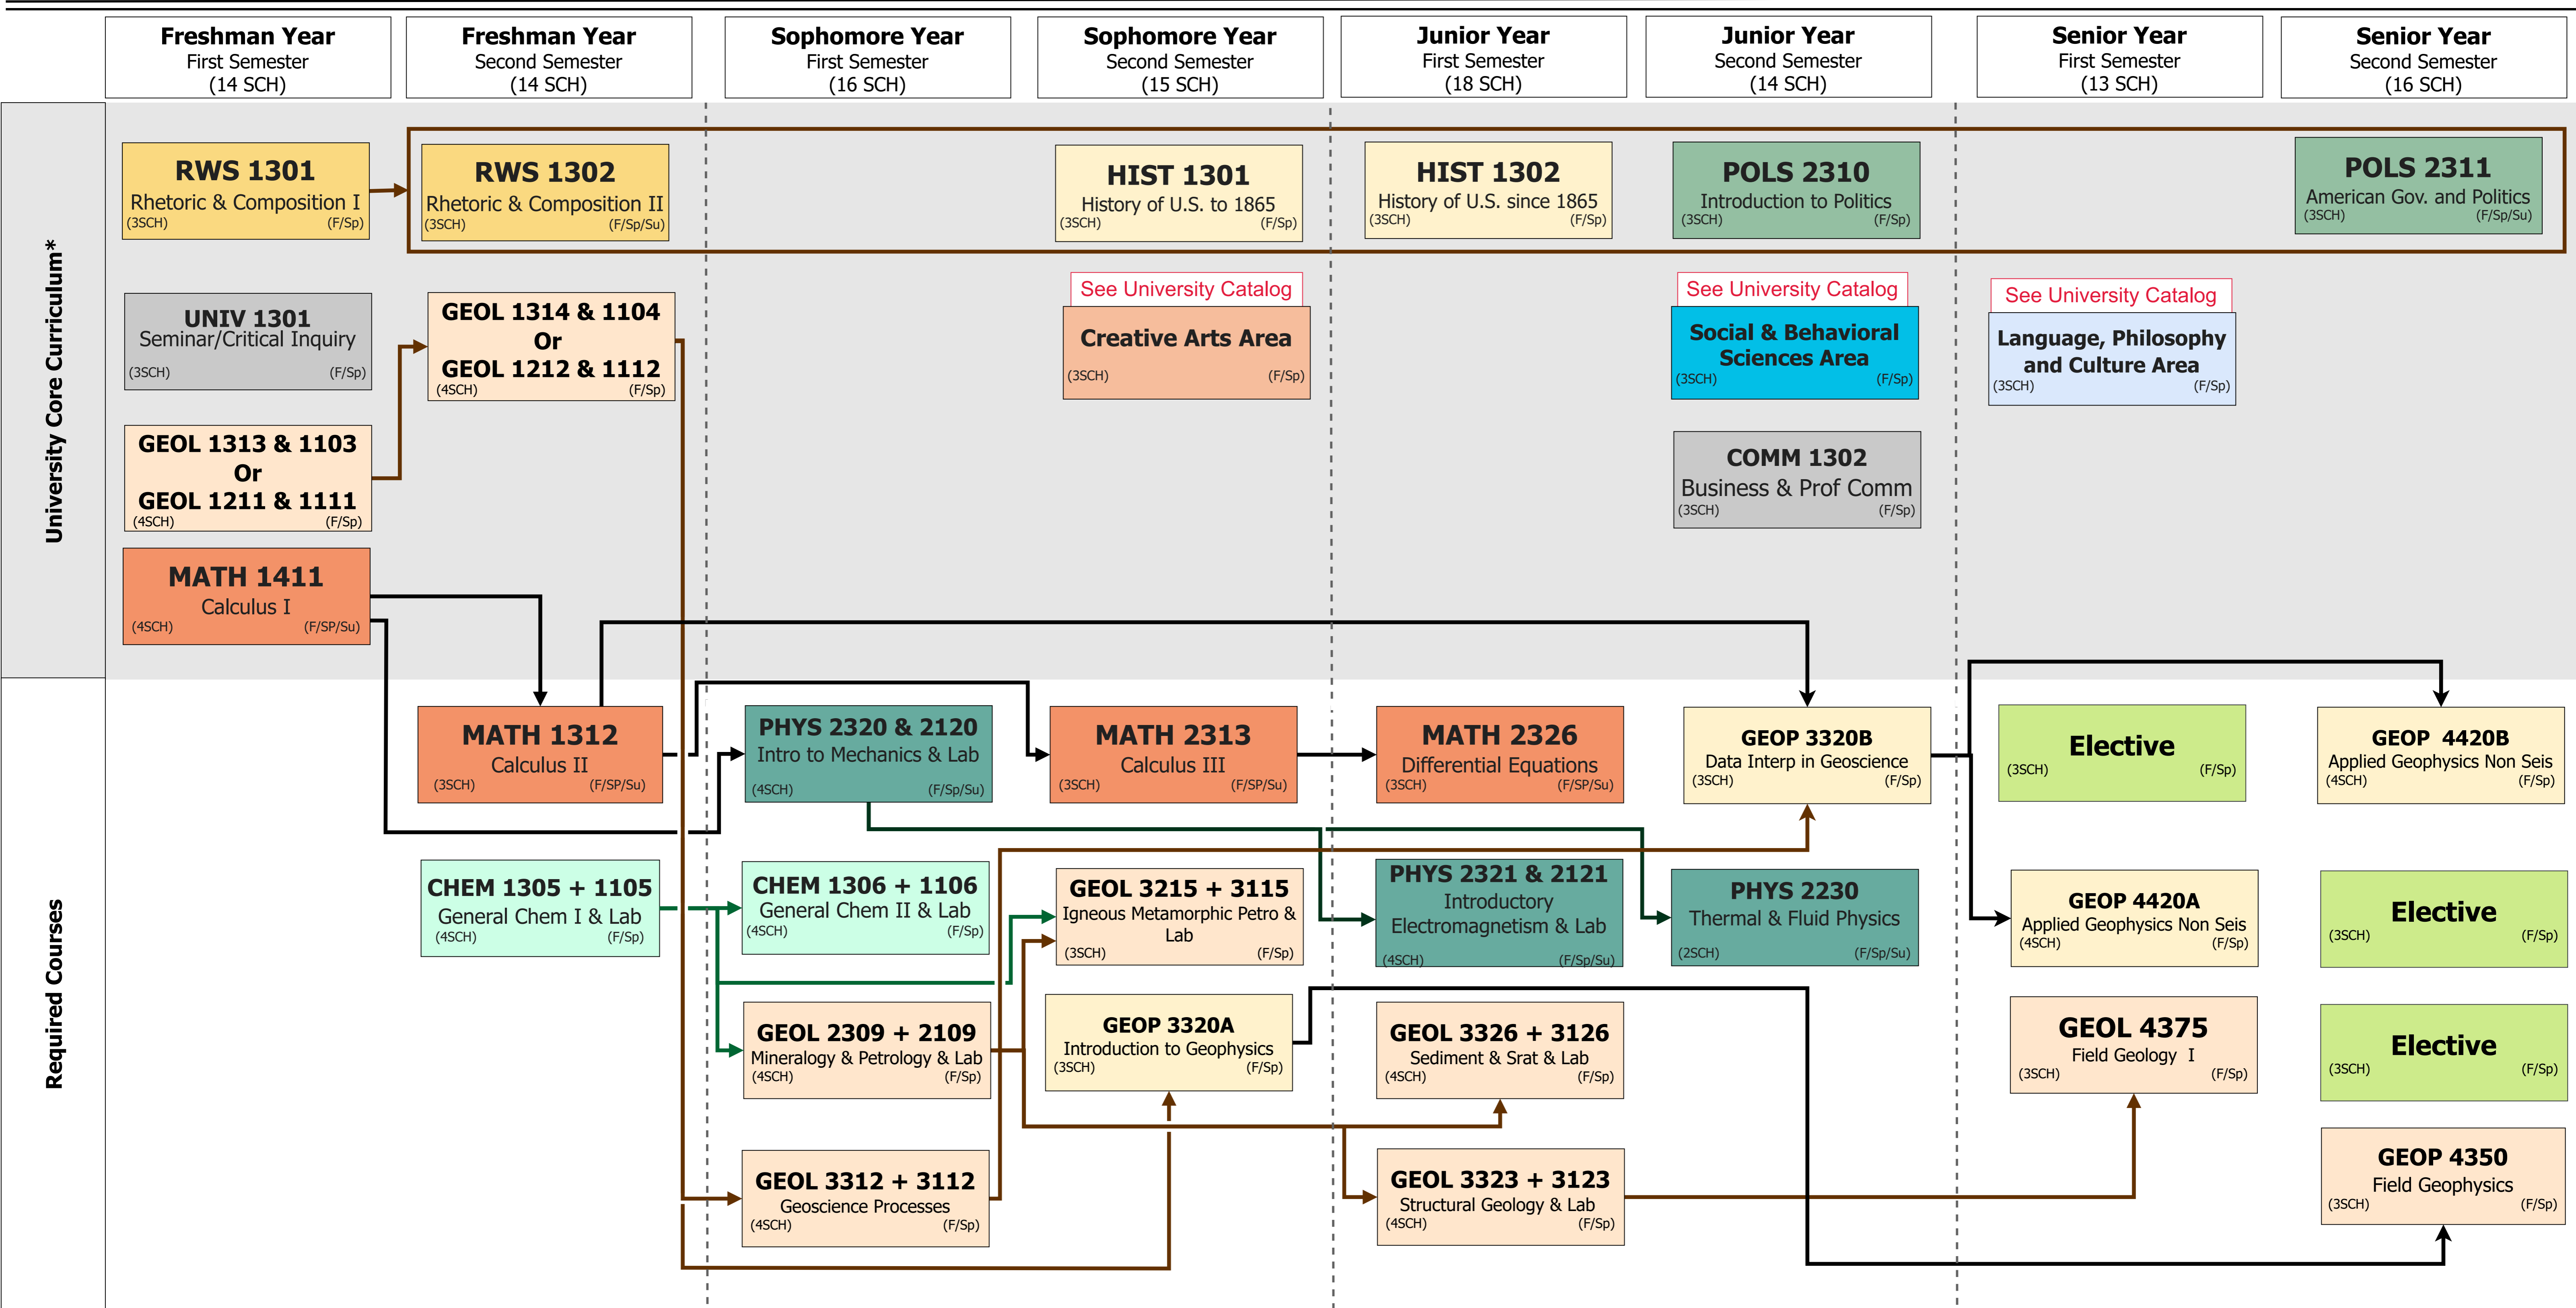 Freshman Year
First Semester
(14 SCH)
Freshman Year
Second Semester
(14 SCH)
Sophomore Year
First Semester
(16 SCH)
Sophomore Year
Second Semester
(15 SCH)
Junior Year
First Semester
(18 SCH)
Junior Year
Second Semester
(14 SCH)
Senior Year
First Semester
(13 SCH)
Senior Year
Second Semester
(16 SCH)
University Core Curriculum*
RWS 1301
Rhetoric & Composition I
(3SCH) (F/Sp)
RWS 1302
Rhetoric & Composition II
(3SCH) (F/Sp/Su)
HIST 1301
History of U.S. to 1865
(3SCH) (F/Sp)
HIST 1302
History of U.S. since 1865
(3SCH) (F/Sp)
POLS 2310
Introduction to Politics
(3SCH) (F/Sp)
POLS 2311
American Gov. and Politics
(3SCH) (F/Sp/Su)
UNIV 1301
Seminar/Critical Inquiry
(3SCH) (F/Sp)
GEOL 1314 & 1104
Or
GEOL 1212 & 1112
(4SCH) (F/Sp)
See University Catalog
Creative Arts Area
(3SCH) (F/Sp)
See University Catalog
Social & Behavioral
Sciences Area
(3SCH) (F/Sp)
See University Catalog
Language, Philosophy
and Culture Area
(3SCH) (F/Sp)
GEOL 1313 & 1103
Or
GEOL 1211 & 1111
(4SCH) (F/Sp)
COMM 1302
Business & Prof Comm
(3SCH) (F/Sp)
MATH 1411
Calculus I
(4SCH) (F/SP/Su)
Required Courses
MATH 1312
Calculus II
(3SCH) (F/SP/Su)
PHYS 2320 & 2120
Intro to Mechanics & Lab
(4SCH) (F/Sp/Su)
MATH 2313
Calculus III
(3SCH) (F/SP/Su)
MATH 2326
Differential Equations
(3SCH) (F/SP/Su)
GEOP 3320B
Data Interp in Geoscience
(3SCH) (F/Sp)
Elective
(3SCH) (F/Sp)
GEOP  4420B
Applied Geophysics Non Seis
(4SCH) (F/Sp)
CHEM 1305 + 1105
General Chem I & Lab
(4SCH) (F/Sp)
CHEM 1306 + 1106
General Chem II & Lab
(4SCH) (F/Sp)
GEOL 3215 + 3115
Igneous Metamorphic Petro &
Lab
(3SCH) (F/Sp)
PHYS 2321 & 2121
Introductory
Electromagnetism & Lab
(4SCH) (F/Sp/Su)
PHYS 2230
Thermal & Fluid Physics
(2SCH) (F/Sp/Su)
GEOP 4420A
Applied Geophysics Non Seis
(4SCH) (F/Sp)
Elective
(3SCH) (F/Sp)
GEOL 2309 + 2109
Mineralogy & Petrology & Lab
(4SCH) (F/Sp)
GEOP 3320A
Introduction to Geophysics
(3SCH) (F/Sp)
GEOL 3326 + 3126
Sediment & Srat & Lab
(4SCH) (F/Sp)
GEOL 4375
Field Geology  I
(3SCH) (F/Sp)
Elective
(3SCH) (F/Sp)
GEOL 3312 + 3112
Geoscience Processes
(4SCH) (F/Sp)
GEOL 3323 + 3123
Structural Geology & Lab
(4SCH) (F/Sp)
GEOP 4350
Field Geophysics
(3SCH) (F/Sp)